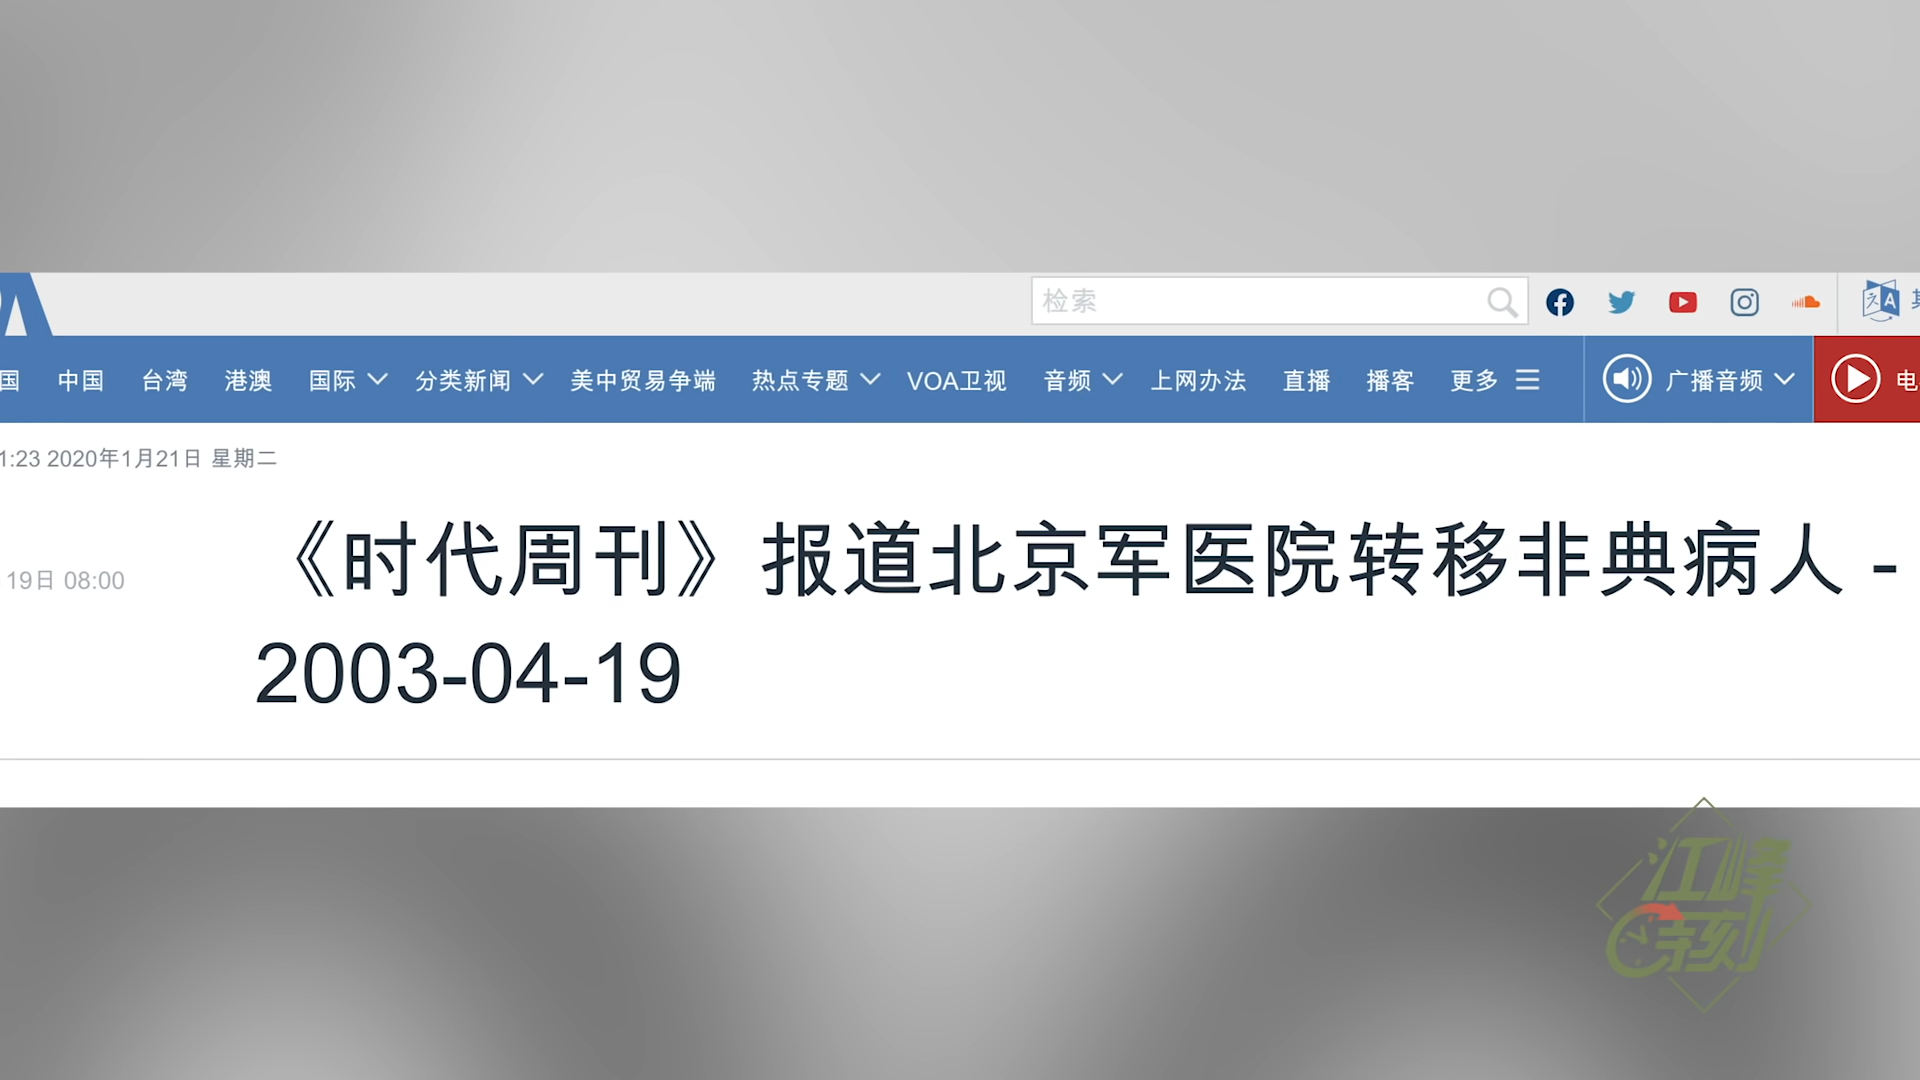 检索
国 中国 台湾 港澳 国际 分类新闻 美中贸易争端 热点专题 VOA卫视 音频 上网办法 直播 播客 更多 广播音频 电
1:23 2020年1月21日 星期二
《时代周刊》报道北京军医院转移非典病人 -
19日 08:00
2003-04-19
江峰
时刻